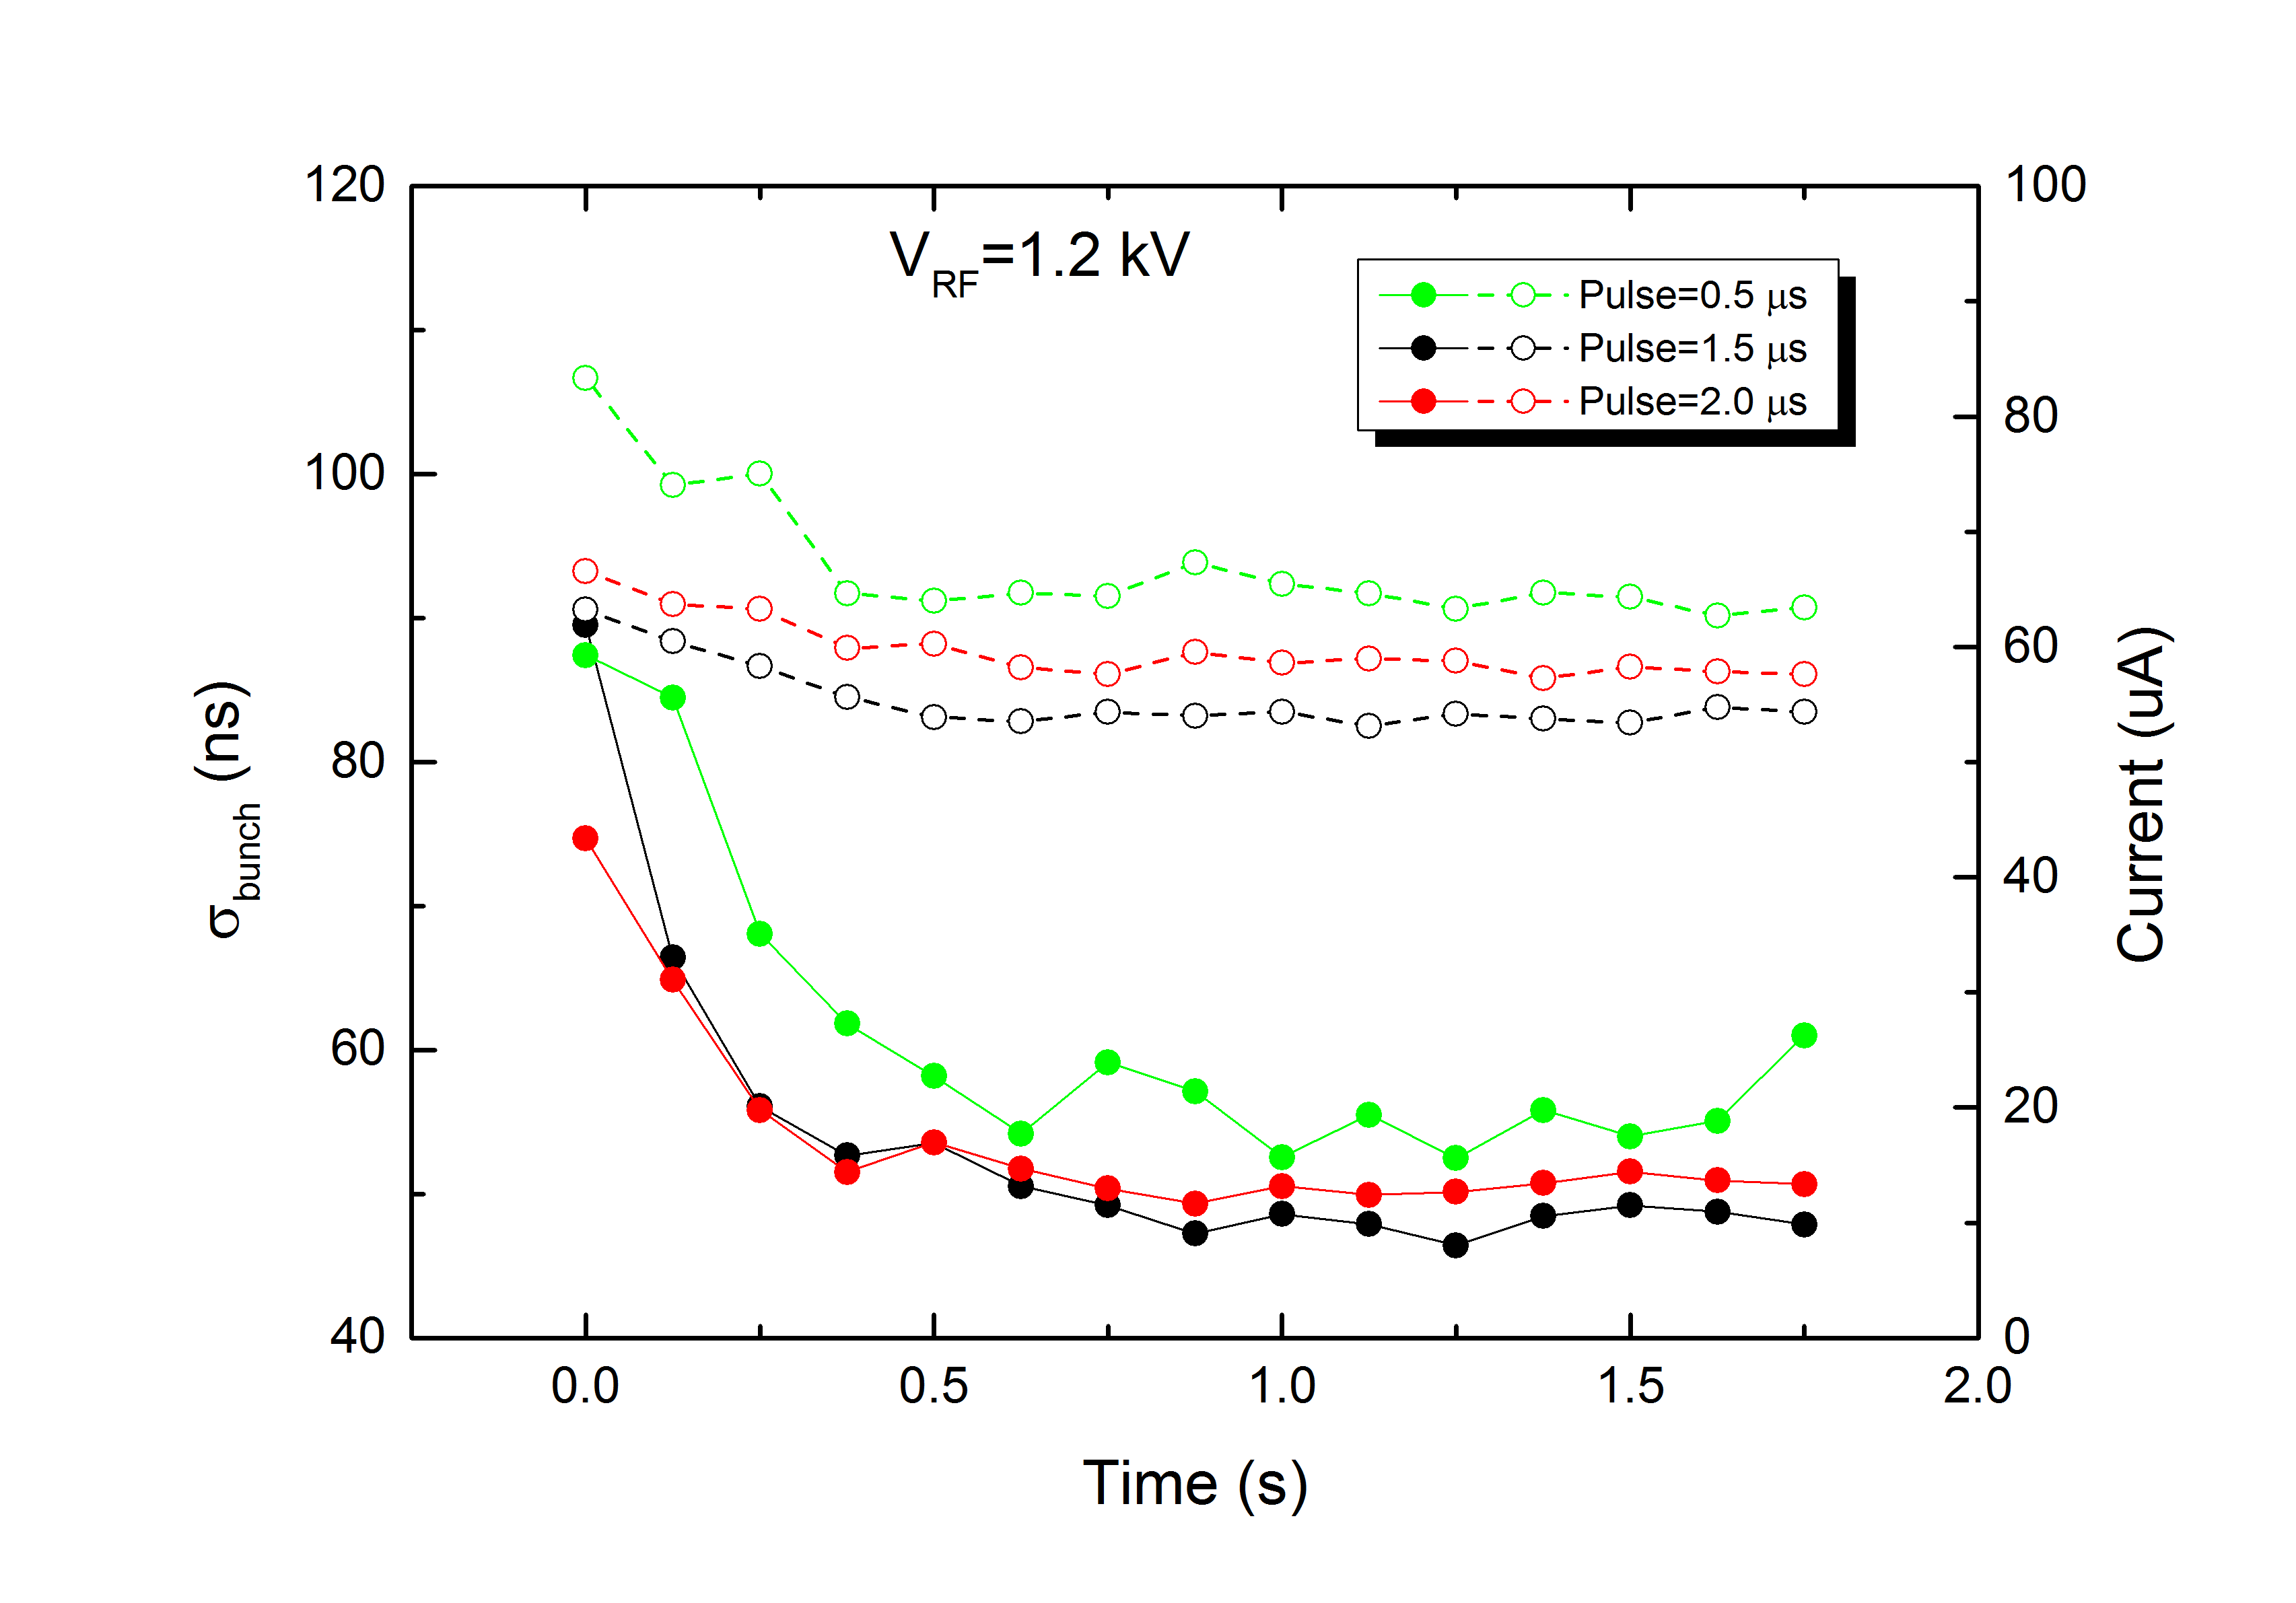 V_RF=1.2 kV
Pulse=0.5 μs
Pulse=1.5 μs
Pulse=2.0 μs
120
100
80
60
40
σ_bunch (ns)
100
80
60
40
20
0
Current (uA)
0.0 0.5 1.0 1.5 2.0
Time (s)